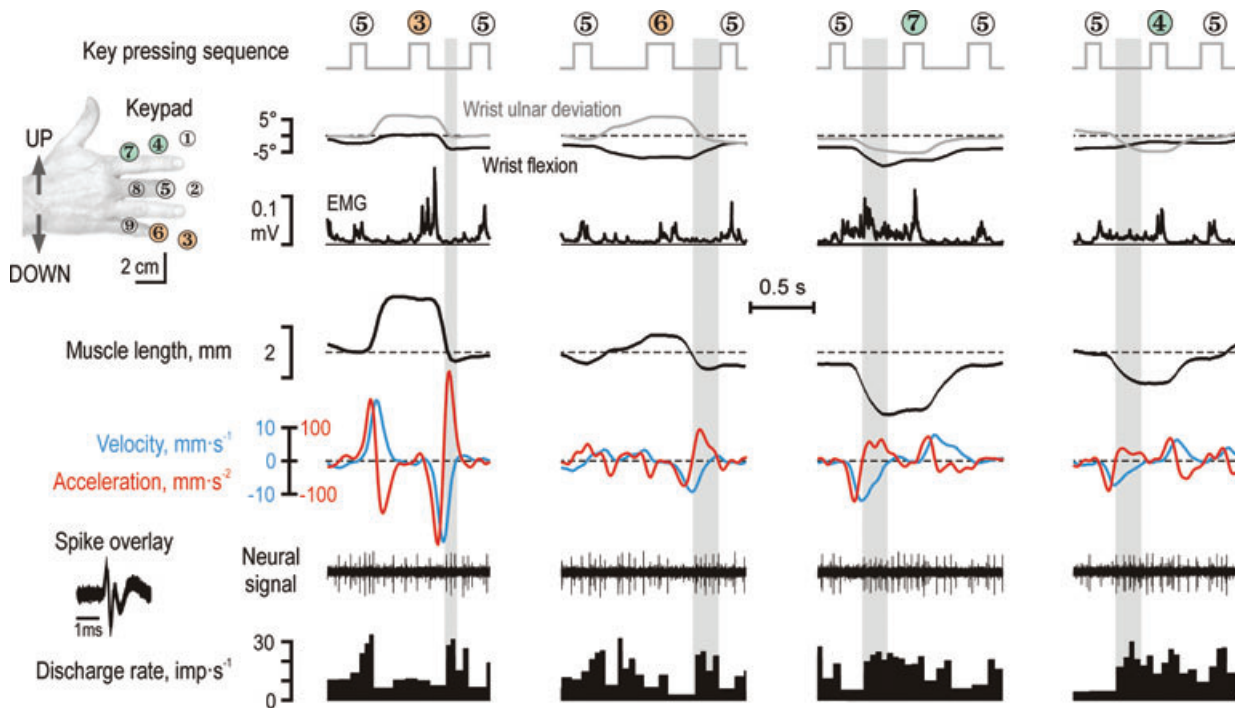 ⑤ ③ ⑤ ⑤ ⑥ ⑤ ⑤ ⑦ ⑤ ⑤ ④ ⑤
Key pressing sequence
Keypad
UP
⑦ ④ ①
⑧ ⑤ ②
⑨ ⑥ ③
DOWN
2 cm
5°
-5°
Wrist ulnar deviation
Wrist flexion
0.1
mV
EMG
0.5 s
Muscle length, mm
2
Velocity, mm·s⁻¹
Acceleration, mm·s⁻²
10 100
0
-10 -100
Spike overlay
1ms
Neural
signal
Discharge rate, imp·s⁻¹
30
0